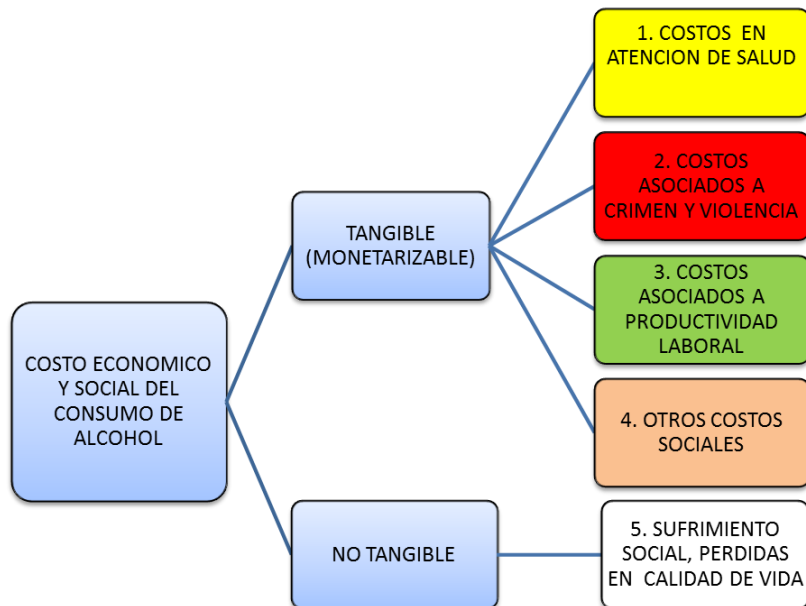 1. COSTOS EN
ATENCION DE SALUD
2. COSTOS
ASOCIADOS A
CRIMEN Y VIOLENCIA
TANGIBLE
(MONETARIZABLE)
3. COSTOS
ASOCIADOS A
PRODUCTIVIDAD
LABORAL
COSTO ECONOMICO
Y SOCIAL DEL
CONSUMO DE
ALCOHOL
4. OTROS COSTOS
SOCIALES
NO TANGIBLE
5. SUFRIMIENTO
SOCIAL, PERDIDAS
EN CALIDAD DE VIDA